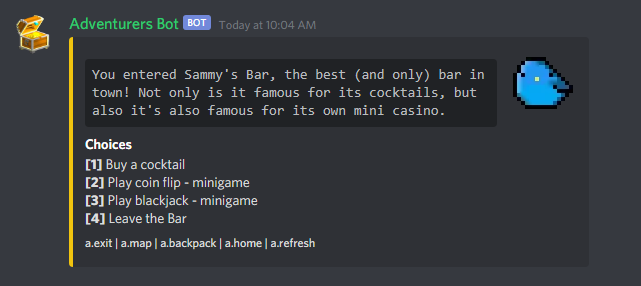 Adventurers Bot BOT Today at 10:04 AM
You entered Sammy's Bar, the best (and only) bar in
town! Not only is it famous for its cocktails, but
also it's also famous for its own mini casino.
Choices
[1] Buy a cocktail
[2] Play coin flip - minigame
[3] Play blackjack - minigame
[4] Leave the Bar
a.exit | a.map | a.backpack | a.home | a.refresh